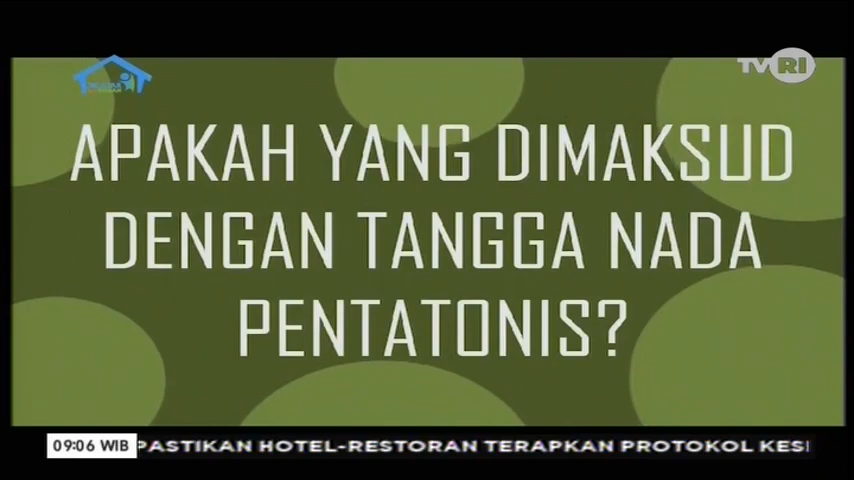 TVRI
APAKAH YANG DIMAKSUD
DENGAN TANGGA NADA
PENTATONIS?
09:06 WIB PASTIKAN HOTEL-RESTORAN TERAPKAN PROTOKOL KES